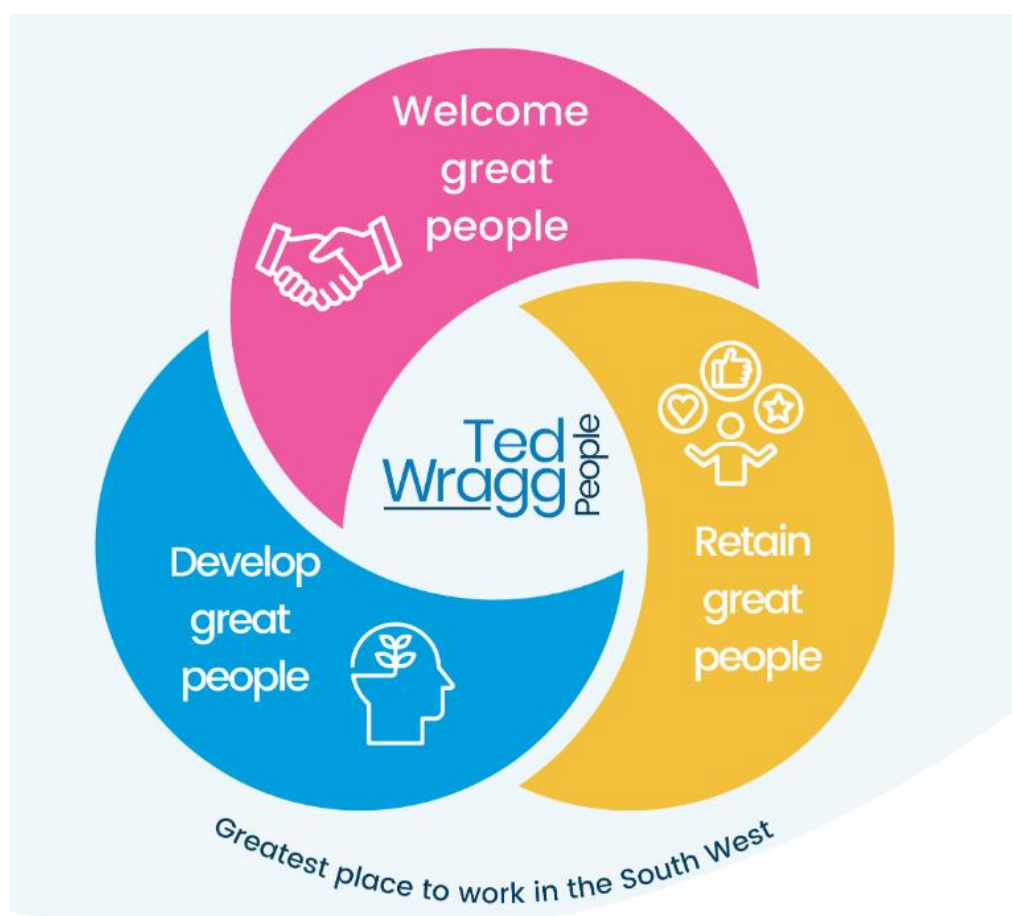 Welcome
great
people
Ted
Wragg
People
Develop
great
people
Retain
great
people
Greatest place to work in the South West